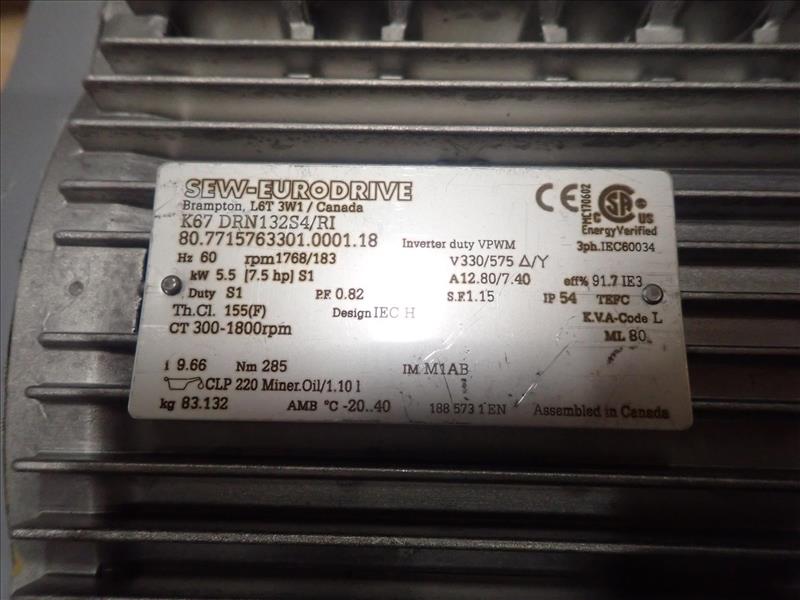 SEW-EURODRIVE
Brampton, L6T 3W1 / Canada
K67 DRN132S4/RI
80.7715763301.0001.18 Inverter duty VPWM
CE MC170602 C SA US
EnergyVerified
3ph.IEC60034
Hz 60 rpm 1768/183 V 330/575 Δ/Y
kW 5.5 [7.5 hp] S1 A 12.80/7.40 eff% 91.7 IE3
Duty S1 P.F. 0.82 S.F. 1.15 IP 54 TEFC
Th.Cl. 155(F) Design IEC H K.V.A-Code L
CT 300-1800rpm ML 80
i 9.66 Nm 285 IM M1AB
CLP 220 Miner.Oil/1.10 l
kg 83.132 AMB °C -20..40 188 573 1 EN Assembled in Canada